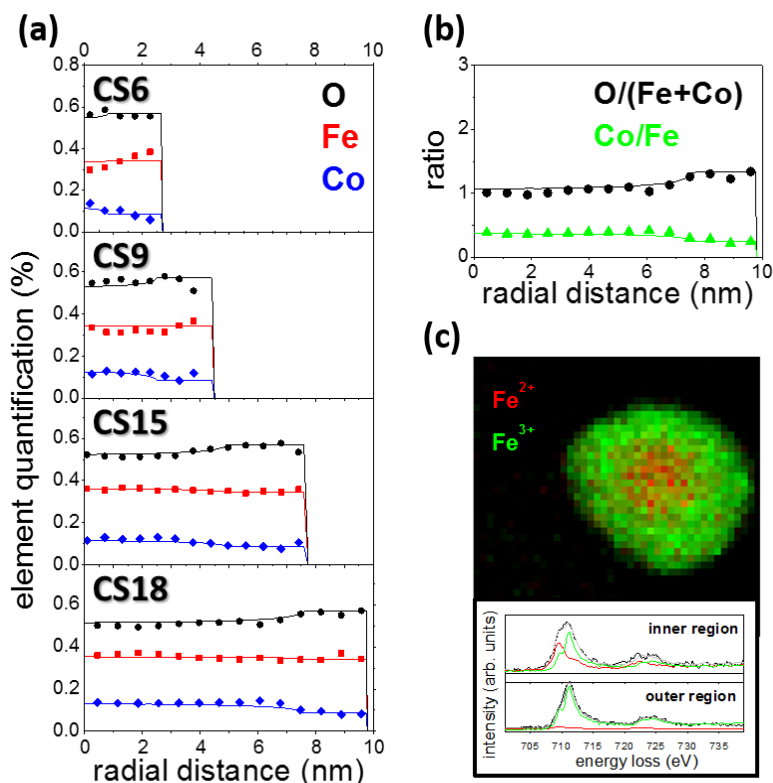 (a)
0 2 4 6 8 10
CS6
O
Fe
Co
0.8
0.6
0.4
0.2
0.0
CS9
0.6
0.4
0.2
0.0
CS15
0.6
0.4
0.2
0.0
CS18
0.6
0.4
0.2
0.0
element quantification (%)
0 2 4 6 8 10
radial distance (nm)
(b)
3
2
1
0
ratio
O/(Fe+Co)
Co/Fe
0 2 4 6 8 10
radial distance (nm)
(c)
Fe2+
Fe3+
inner region
outer region
intensity (arb. units)
705 710 715 720 725 730 735
energy loss (eV)